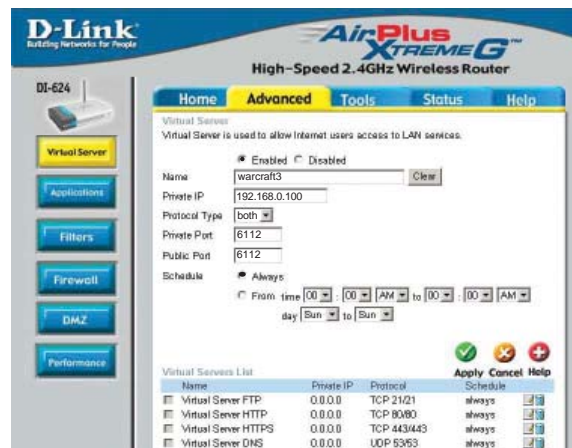 D-Link
Building Networks for People
AirPlus
XTREME G™
High-Speed 2.4GHz Wireless Router
DI-624
Home Advanced Tools Status Help
Virtual Server
Applications
Filters
Firewall
DMZ
Performance
Virtual Server
Virtual Server is used to allow Internet users access to LAN services.
Enabled Disabled
Name warcraft3 Clear
Private IP 192.168.0.100
Protocol Type both
Private Port 6112
Public Port 6112
Schedule Always
From time 00 : 00 AM to 00 : 00 AM
day Sun to Sun
Apply Cancel Help
Virtual Servers List
Name Private IP Protocol Schedule
Virtual Server FTP 0.0.0.0 TCP 21/21 always
Virtual Server HTTP 0.0.0.0 TCP 80/80 always
Virtual Server HTTPS 0.0.0.0 TCP 443/443 always
Virtual Server DNS 0.0.0.0 UDP 53/53 always